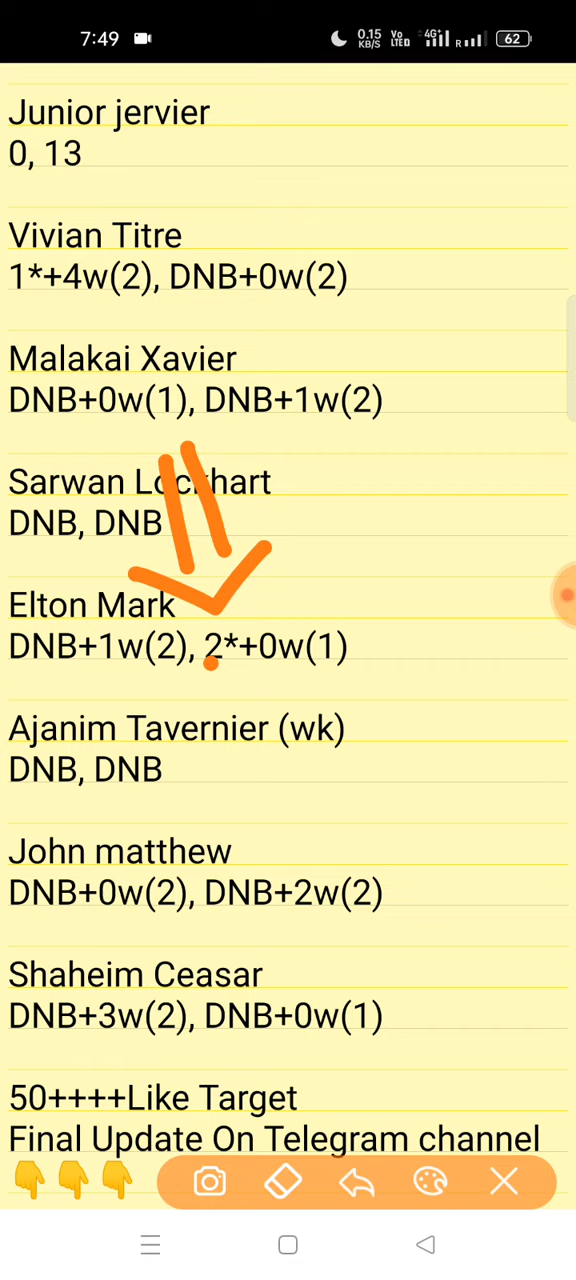 7:49
0.15 KB/S Vo LTE 4G+ R 62
Junior jervier
0, 13
Vivian Titre
1*+4w(2), DNB+0w(2)
Malakai Xavier
DNB+0w(1), DNB+1w(2)
Sarwan Lockhart
DNB, DNB
Elton Mark
DNB+1w(2), 2*+0w(1)
Ajanim Tavernier (wk)
DNB, DNB
John matthew
DNB+0w(2), DNB+2w(2)
Shaheim Ceasar
DNB+3w(2), DNB+0w(1)
50++++Like Target
Final Update On Telegram channel
👇👇👇